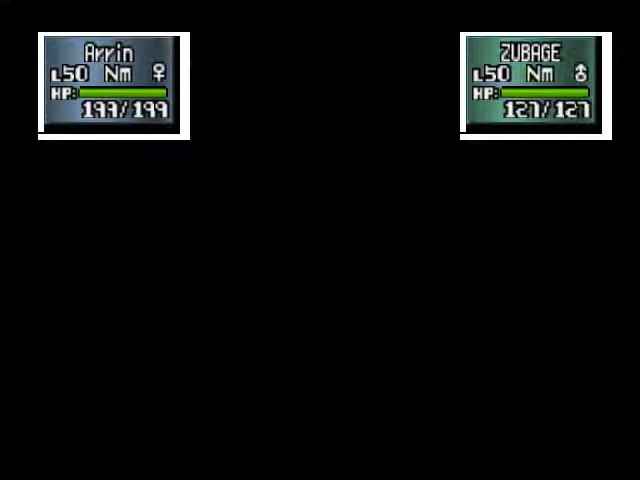 Arrin
L50 Nm ♀
HP:
199/199
ZUBAGE
L50 Nm ♂
HP:
127/127